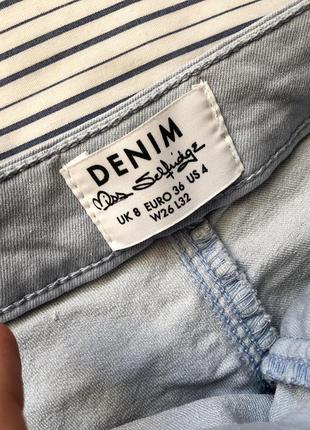 DENIM
Miss Selfridge
UK 8 EURO 36 US 4
W26 L32